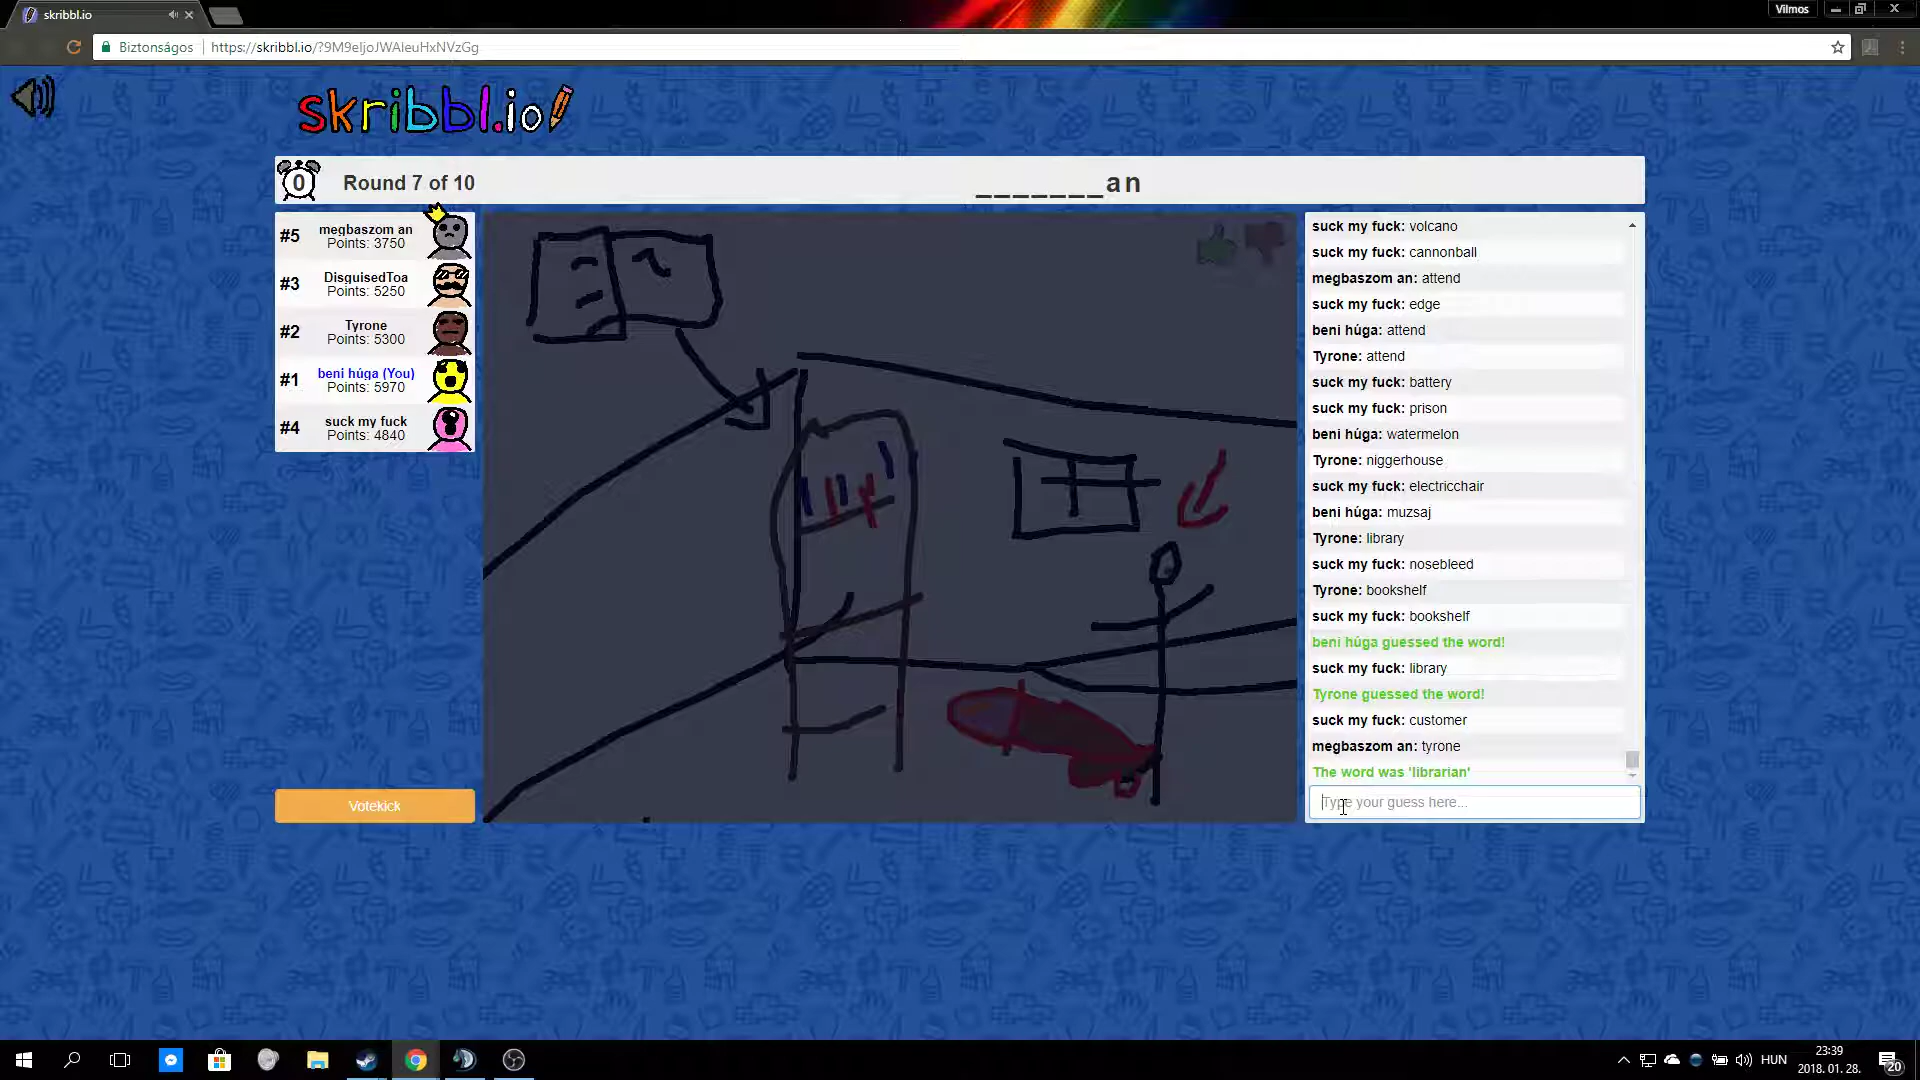 skribbl.io
Vilmos
Biztonságos
https://skribbl.io/?9M9eIjoJWAIeuHxNVzGg
skribbl.io
0
Round 7 of 10
_______an
#5
megbaszom an
Points: 3750
#3
DisguisedToa
Points: 5250
#2
Tyrone
Points: 5300
#1
beni húga (You)
Points: 5970
#4
suck my fuck
Points: 4840
Votekick
suck my fuck: volcano
suck my fuck: cannonball
megbaszom an: attend
suck my fuck: edge
beni húga: attend
Tyrone: attend
suck my fuck: battery
suck my fuck: prison
beni húga: watermelon
Tyrone: niggerhouse
suck my fuck: electricchair
beni húga: muzsaj
Tyrone: library
suck my fuck: nosebleed
Tyrone: bookshelf
suck my fuck: bookshelf
beni húga guessed the word!
suck my fuck: library
Tyrone guessed the word!
suck my fuck: customer
megbaszom an: tyrone
The word was 'librarian'
Type your guess here...
HUN
23:39
2018. 01. 28.
20